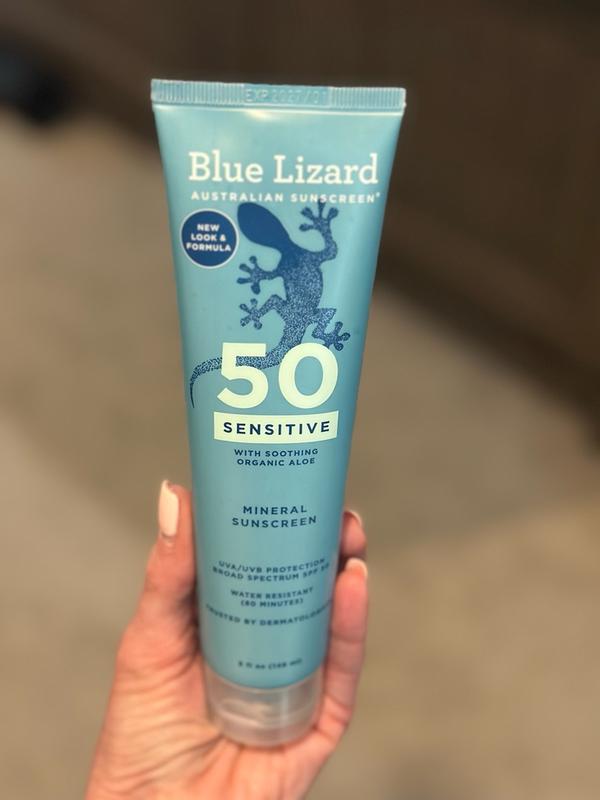 EXP 2027/01
Blue Lizard
AUSTRALIAN SUNSCREEN®
NEW
LOOK &
FORMULA
50
SENSITIVE
WITH SOOTHING
ORGANIC ALOE
MINERAL
SUNSCREEN
UVA/UVB PROTECTION
BROAD SPECTRUM SPF 50
WATER RESISTANT
(80 MINUTES)
TRUSTED BY DERMATOLOGISTS
5 fl oz (148 ml)